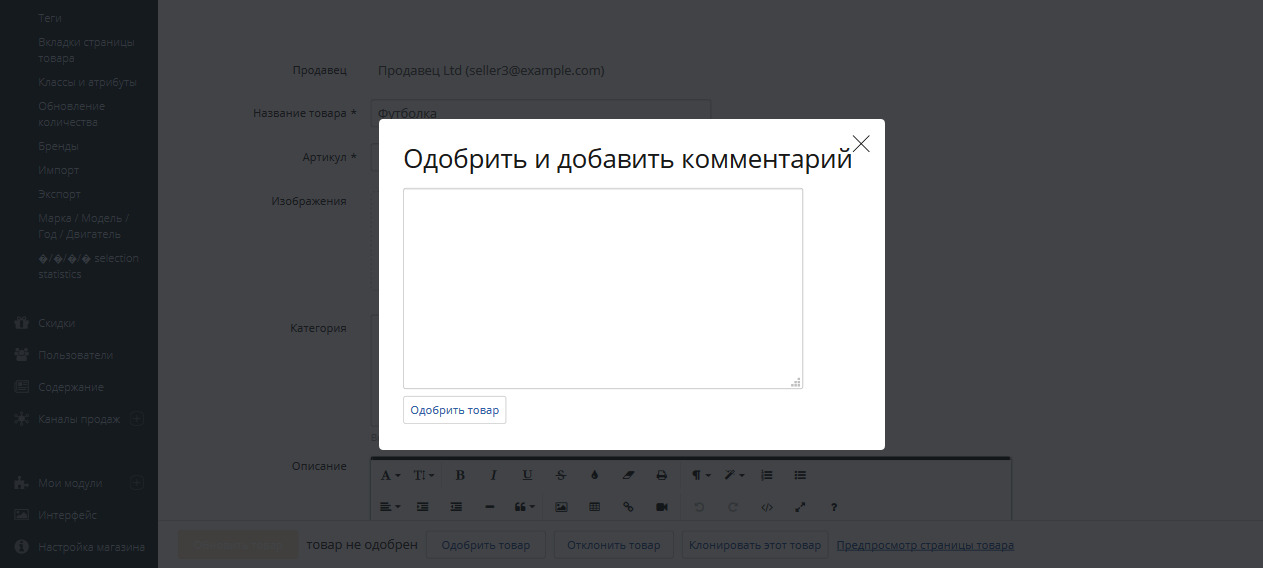 Теги
Вкладки страницы
товара
Классы и атрибуты
Обновление
количества
Бренды
Импорт
Экспорт
Марка / Модель /
Год / Двигатель
�/�/�/� selection
statistics
Скидки
Пользователи
Содержание
Каналы продаж
Мои модули
Интерфейс
Настройка магазина
Продавец Продавец Ltd (seller3@example.com)
Название товара * Футболка
Артикул *
Изображения
Категория
Описание
Одобрить и добавить комментарий
Одобрить товар
товар не одобрен Одобрить товар Отклонить товар Клонировать этот товар Предпросмотр страницы товара